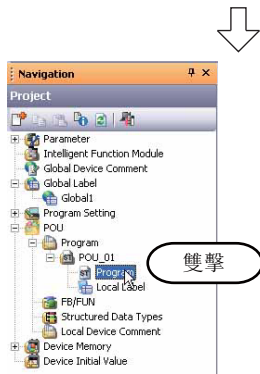 Navigation
Project
Parameter
Intelligent Function Module
Global Device Comment
Global Label
Global1
Program Setting
POU
Program
POU_01
Program
Local Label
FB/FUN
Structured Data Types
Local Device Comment
Device Memory
Device Initial Value
雙擊